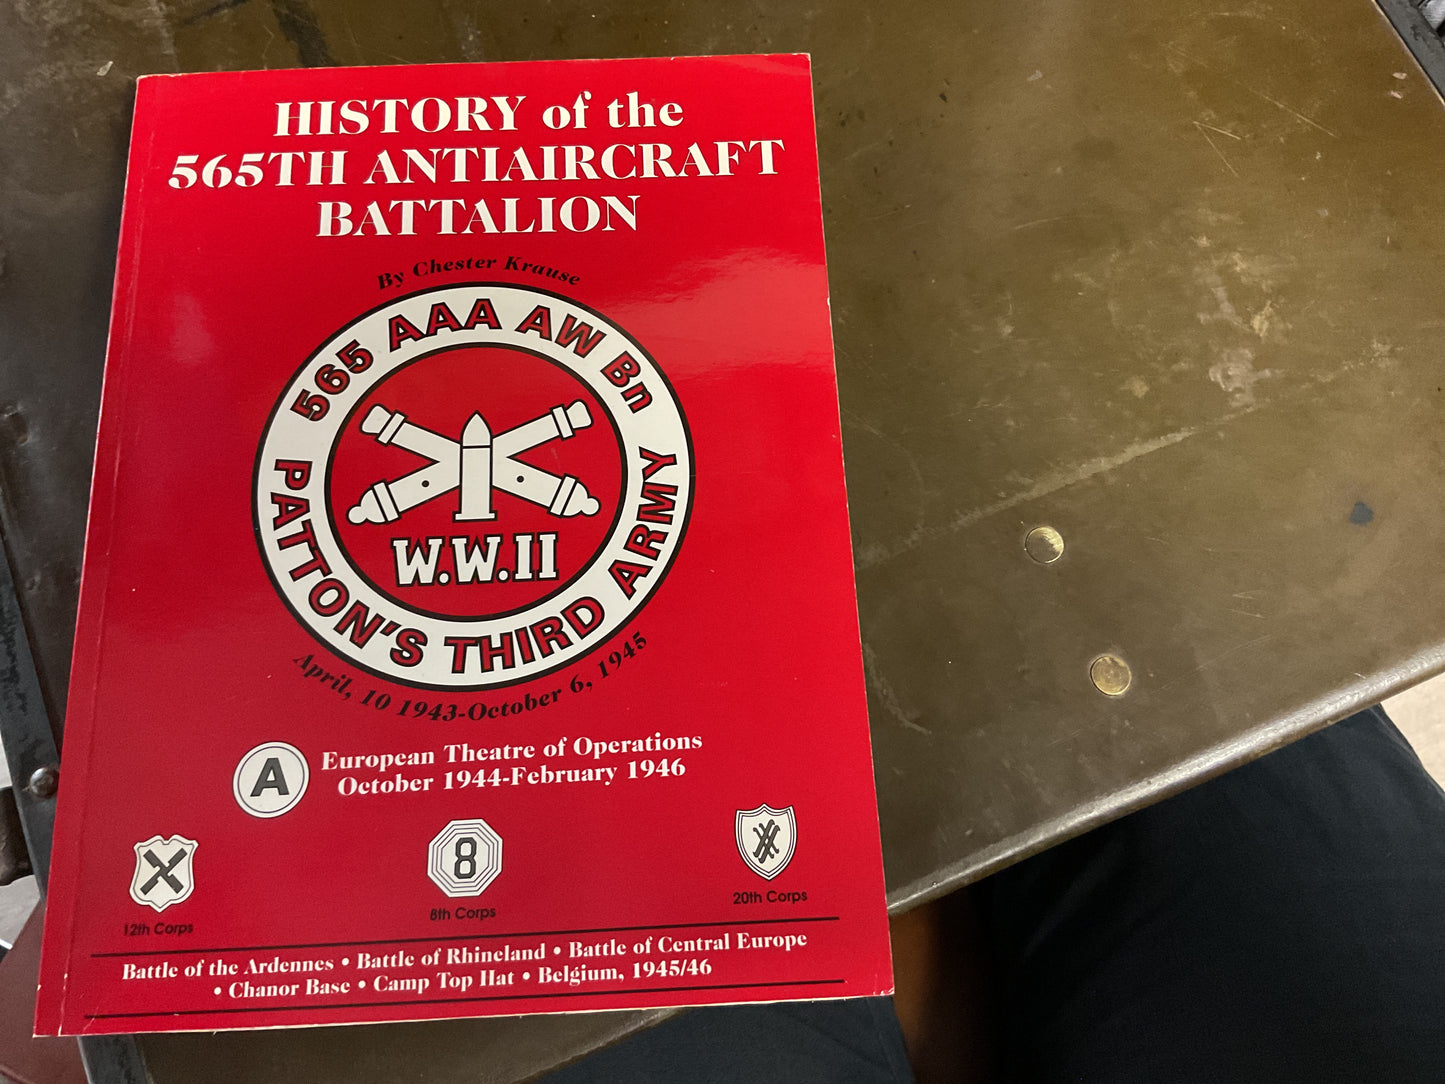 HISTORY of the
565TH ANTIAIRCRAFT
BATTALION
By Chester Krause
565 AAA AW Bn
W.W.II
PATTON'S THIRD ARMY
April, 10 1943-October 6, 1945
A
European Theatre of Operations
October 1944-February 1946
8
12th Corps
8th Corps
20th Corps
Battle of the Ardennes • Battle of Rhineland • Battle of Central Europe
• Chanor Base • Camp Top Hat • Belgium, 1945/46